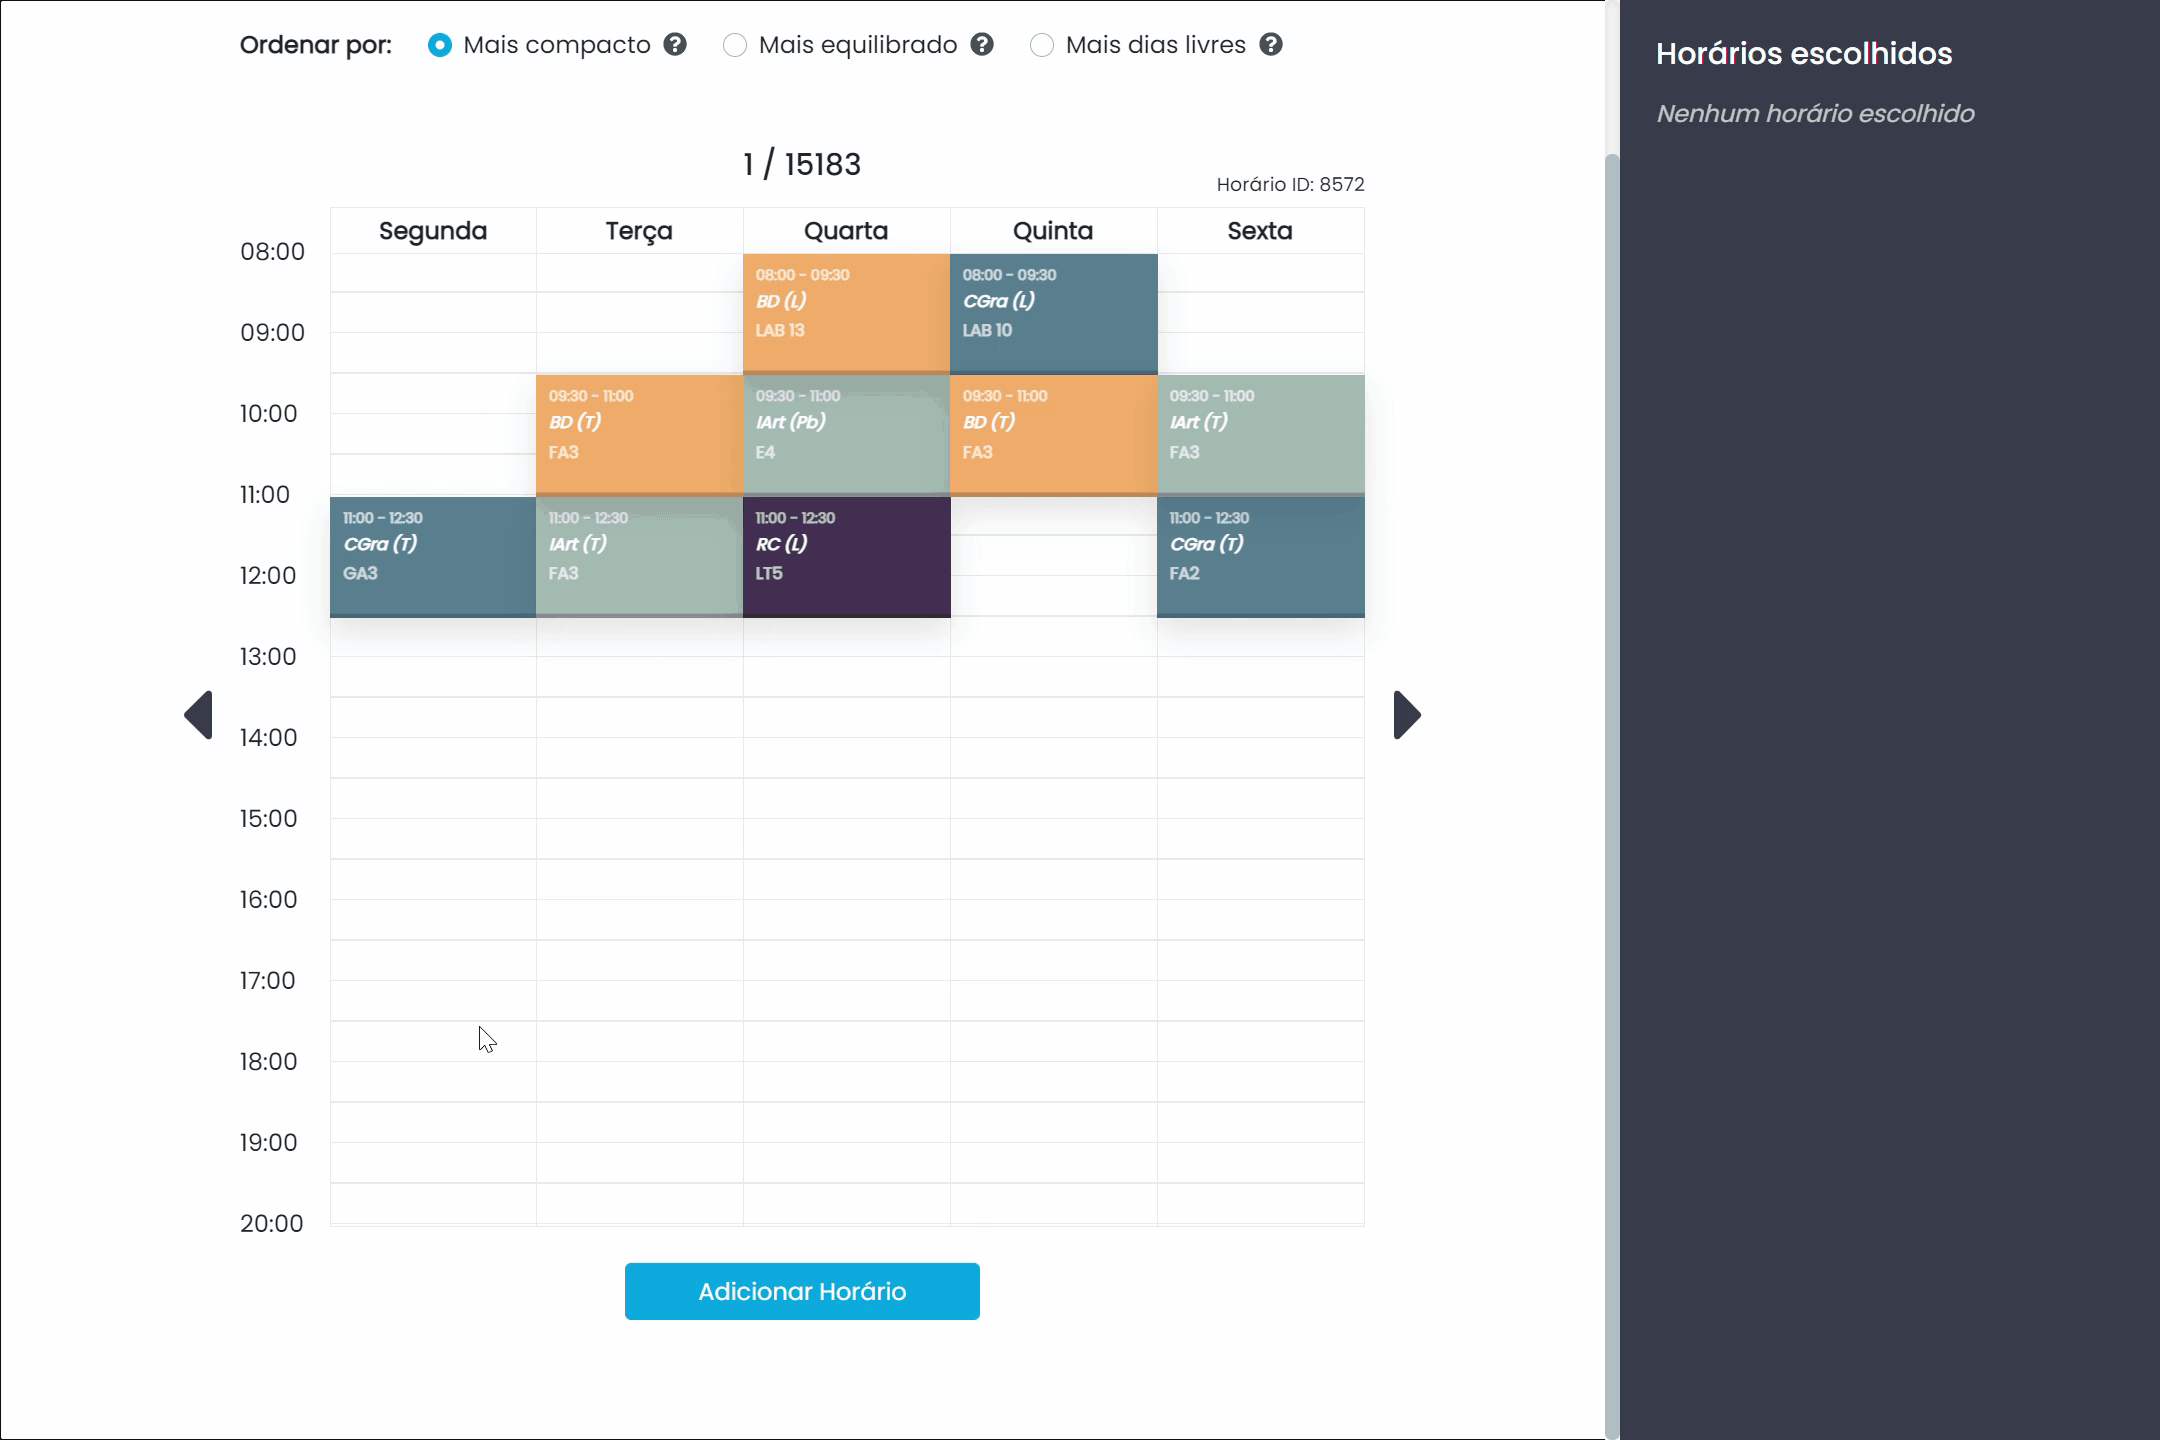 Ordenar por: Mais compacto ? Mais equilibrado ? Mais dias livres ?
1 / 15183
Horário ID: 8572
Segunda Terça Quarta Quinta Sexta
08:00
09:00
10:00
11:00
12:00
13:00
14:00
15:00
16:00
17:00
18:00
19:00
20:00
11:00 - 12:30
CGra (T)
GA3
09:30 - 11:00
BD (T)
FA3
11:00 - 12:30
IArt (T)
FA3
08:00 - 09:30
BD (L)
LAB 13
09:30 - 11:00
IArt (Pb)
E4
11:00 - 12:30
RC (L)
LT5
08:00 - 09:30
CGra (L)
LAB 10
09:30 - 11:00
BD (T)
FA3
09:30 - 11:00
IArt (T)
FA3
11:00 - 12:30
CGra (T)
FA2
Adicionar Horário
Horários escolhidos
Nenhum horário escolhido